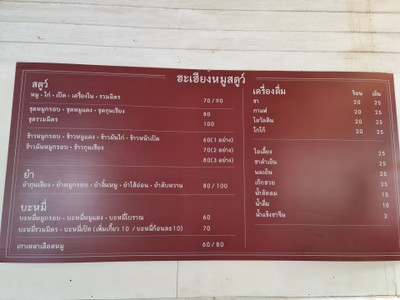 ฮะเฮียงหมูสตูว์
สตูว์
หมู • ไก่ • เป็ด • เครื่องใน • รวมมิตร 70 / 90
ชุดหมูกรอบ • ชุดหมูแดง • ชุดกุนเชียง 80
ชุดรวมมิตร 100
ข้าวหมูกรอบ • ข้าวหมูแดง • ข้าวมันไก่ • ข้าวหน้าเป็ด 60(1 อย่าง)
ข้าวมันหมูกรอบ • ข้าวกุนเชียง 70(2 อย่าง)
80(3 อย่าง)
ยำ
ยำกุนเชียง • ยำหมูกรอบ • ยำลิ้นหมู • ยำไส้อ่อน • ยำตับหวาน 80 / 100
บะหมี่
บะหมี่หมูกรอบ • บะหมี่หมูแดง • บะหมี่โบราณ 60
บะหมี่รวมมิตร • บะหมี่เป็ด (เพิ่มเกี๊ยว 10 / บะหมี่ก้อนละ10) 70
เกาเหลาเลือดหมู 60 / 80
เครื่องดื่ม ร้อน เย็น
ชา 20 25
กาแฟ 20 25
โอวัลติน 20 25
โกโก้ 20 25
โอเลี้ยง 25
ชาดำเย็น 25
นมเย็น 25
เก๊กฮวย 25
น้ำอัดลม 15
น้ำดื่ม 10
น้ำแข็งชาจีน 2